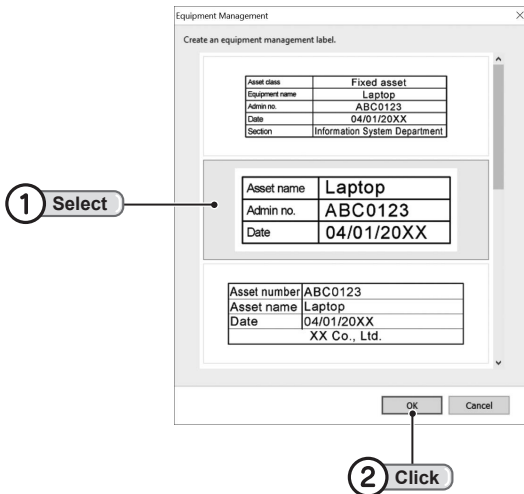 Equipment Management
Create an equipment management label.
Asset class Fixed asset
Equipment name Laptop
Admin no. ABC0123
Date 04/01/20XX
Section Information System Department
1 Select
Asset name Laptop
Admin no. ABC0123
Date 04/01/20XX
Asset number ABC0123
Asset name Laptop
Date 04/01/20XX
XX Co., Ltd.
OK Cancel
2 Click